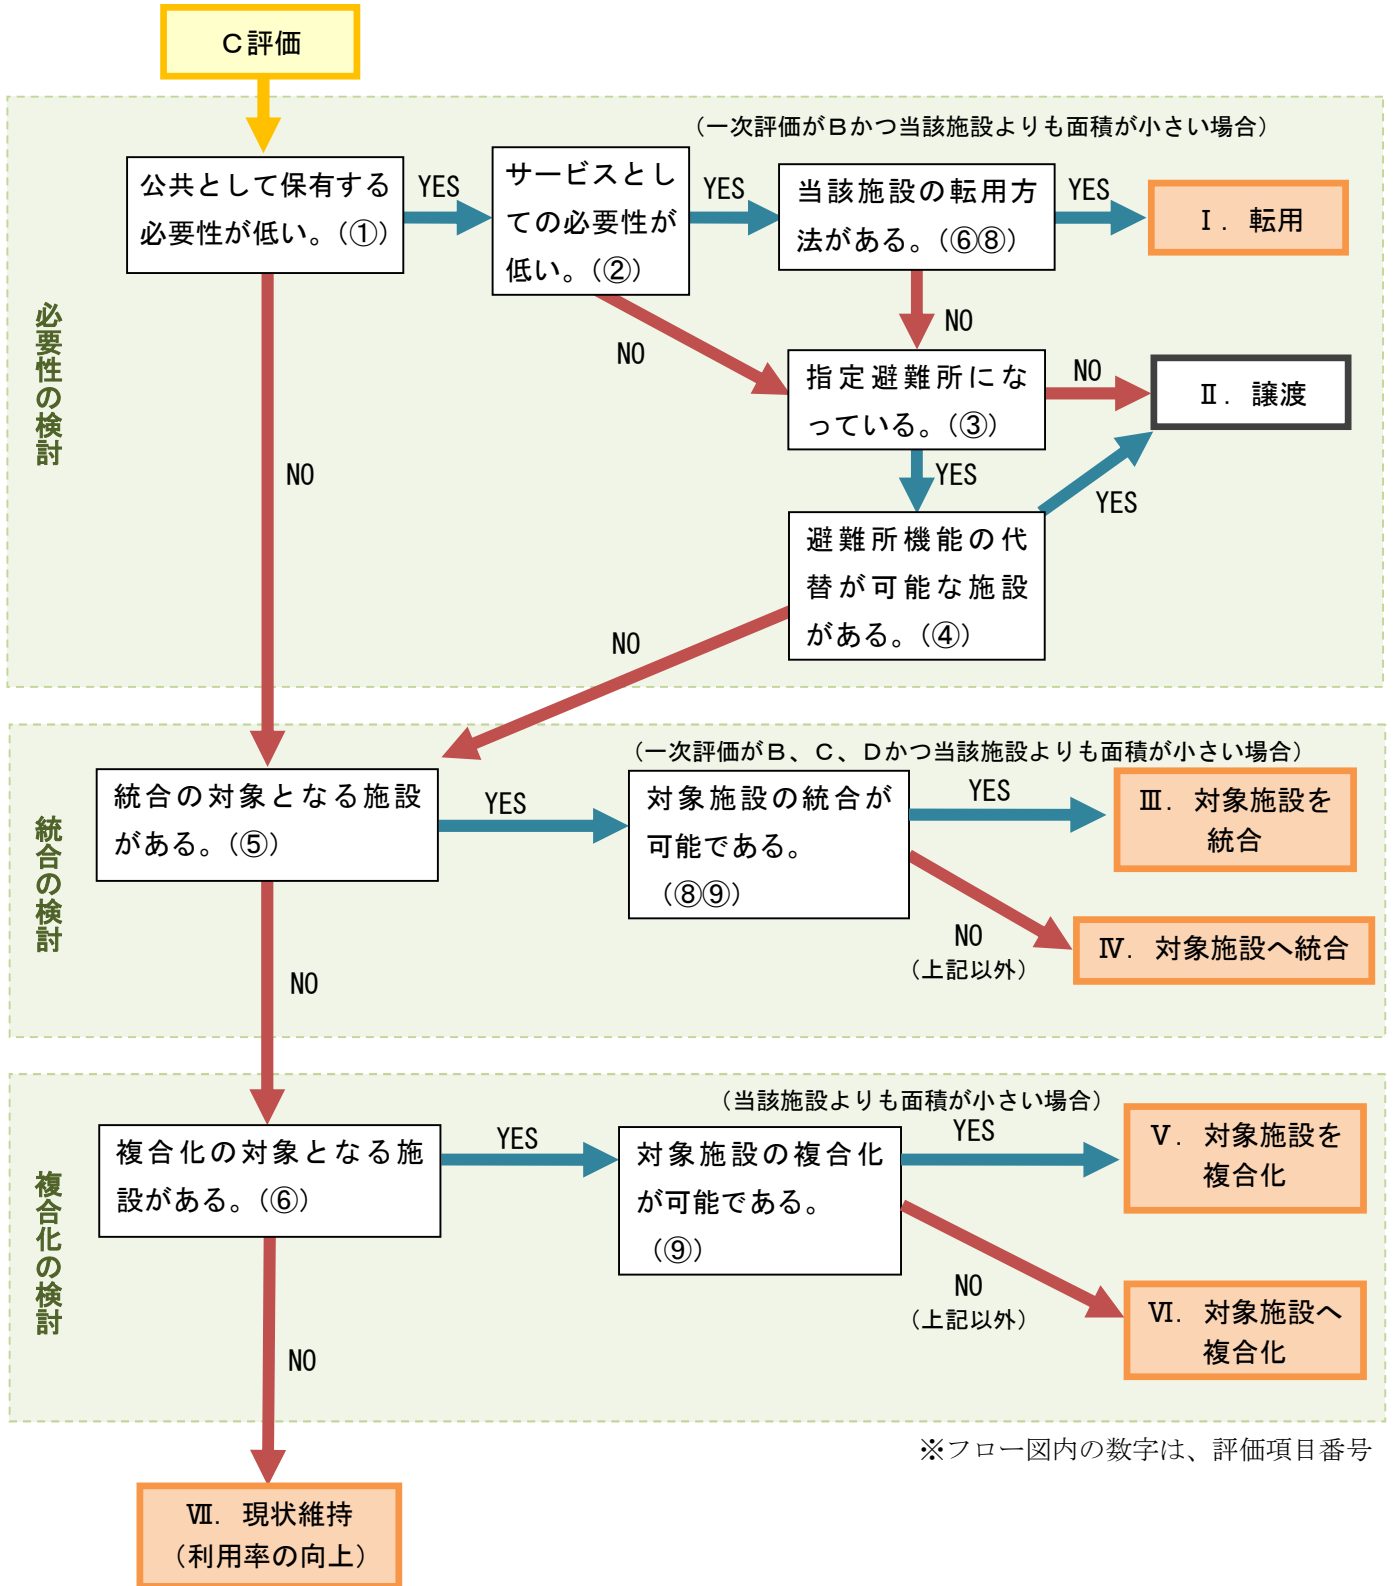 C評価
必要性の検討
(一次評価がBかつ当該施設よりも面積が小さい場合)
公共として保有する
必要性が低い。(①)
YES
サービスとし
ての必要性が
低い。(②)
YES
当該施設の転用方
法がある。(⑥⑧)
YES
Ⅰ. 転用
NO
NO
指定避難所にな
っている。(③)
NO
Ⅱ. 譲渡
YES
YES
避難所機能の代
替が可能な施設
がある。(④)
NO
NO
統合の検討
(一次評価がB、C、Dかつ当該施設よりも面積が小さい場合)
統合の対象となる施設
がある。(⑤)
YES
対象施設の統合が
可能である。
(⑧⑨)
YES
Ⅲ. 対象施設を
統合
NO
(上記以外)
Ⅳ. 対象施設へ統合
NO
複合化の検討
(当該施設よりも面積が小さい場合)
複合化の対象となる施
設がある。(⑥)
YES
対象施設の複合化
が可能である。
(⑨)
YES
Ⅴ. 対象施設を
複合化
NO
(上記以外)
Ⅵ. 対象施設へ
複合化
NO
※フロー図内の数字は、評価項目番号
Ⅶ. 現状維持
(利用率の向上)